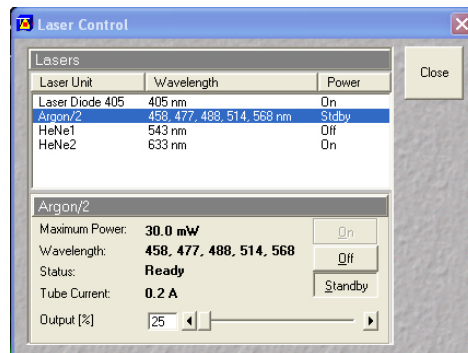 Laser Control
Lasers
Close
Laser Unit Wavelength Power
Laser Diode 405 405 nm On
Argon/2 458, 477, 488, 514, 568 nm Stdby
HeNe1 543 nm Off
HeNe2 633 nm On
Argon/2
Maximum Power: 30.0 mW
On
Wavelength: 458, 477, 488, 514, 568
Off
Status: Ready
Standby
Tube Current: 0.2 A
Output [%] 25